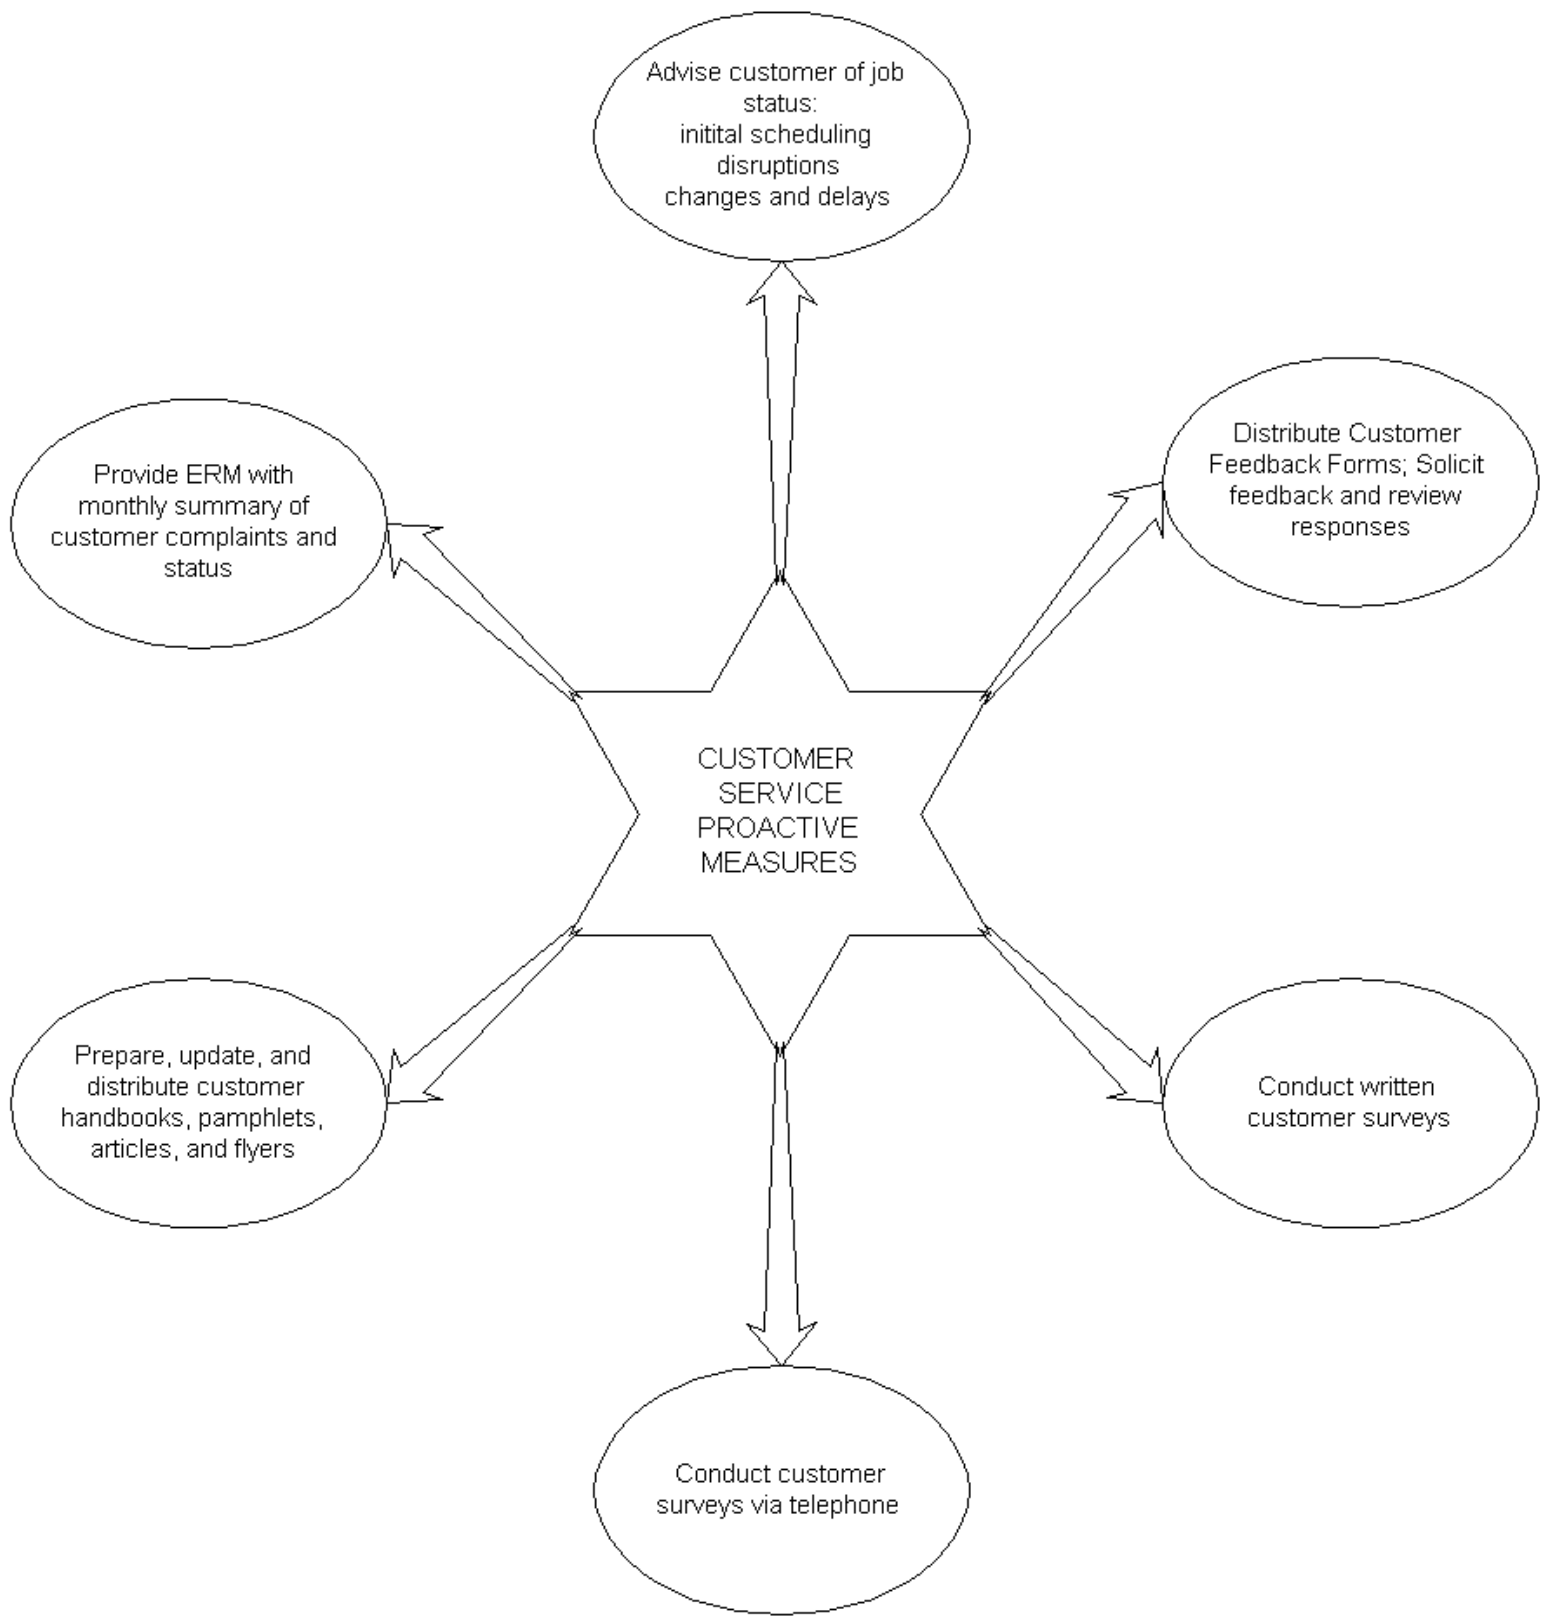 Advise customer of job
status:
initital scheduling
disruptions
changes and delays
Distribute Customer
Feedback Forms; Solicit
feedback and review
responses
Provide ERM with
monthly summary of
customer complaints and
status
CUSTOMER
SERVICE
PROACTIVE
MEASURES
Prepare, update, and
distribute customer
handbooks, pamphlets,
articles, and flyers
Conduct written
customer surveys
Conduct customer
surveys via telephone